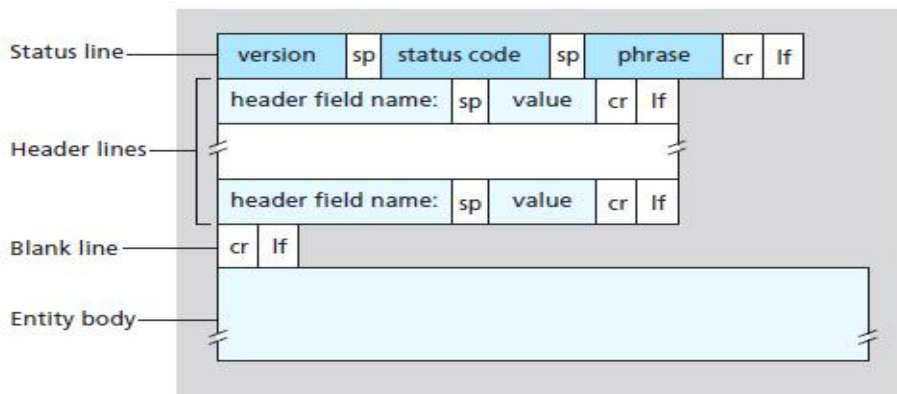 Status line
version sp status code sp phrase cr lf
header field name: sp value cr lf
Header lines
header field name: sp value cr lf
Blank line
cr lf
Entity body